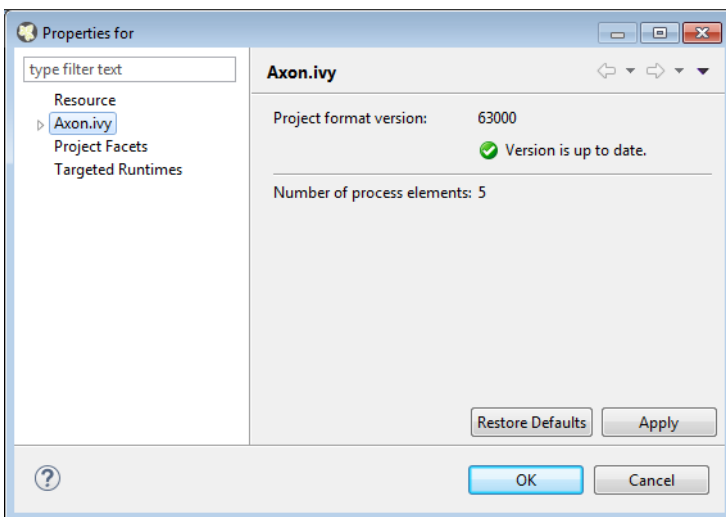 Properties for
type filter text
Resource
Axon.ivy
Project Facets
Targeted Runtimes
Axon.ivy
Project format version: 63000
Version is up to date.
Number of process elements: 5
Restore Defaults Apply
OK Cancel